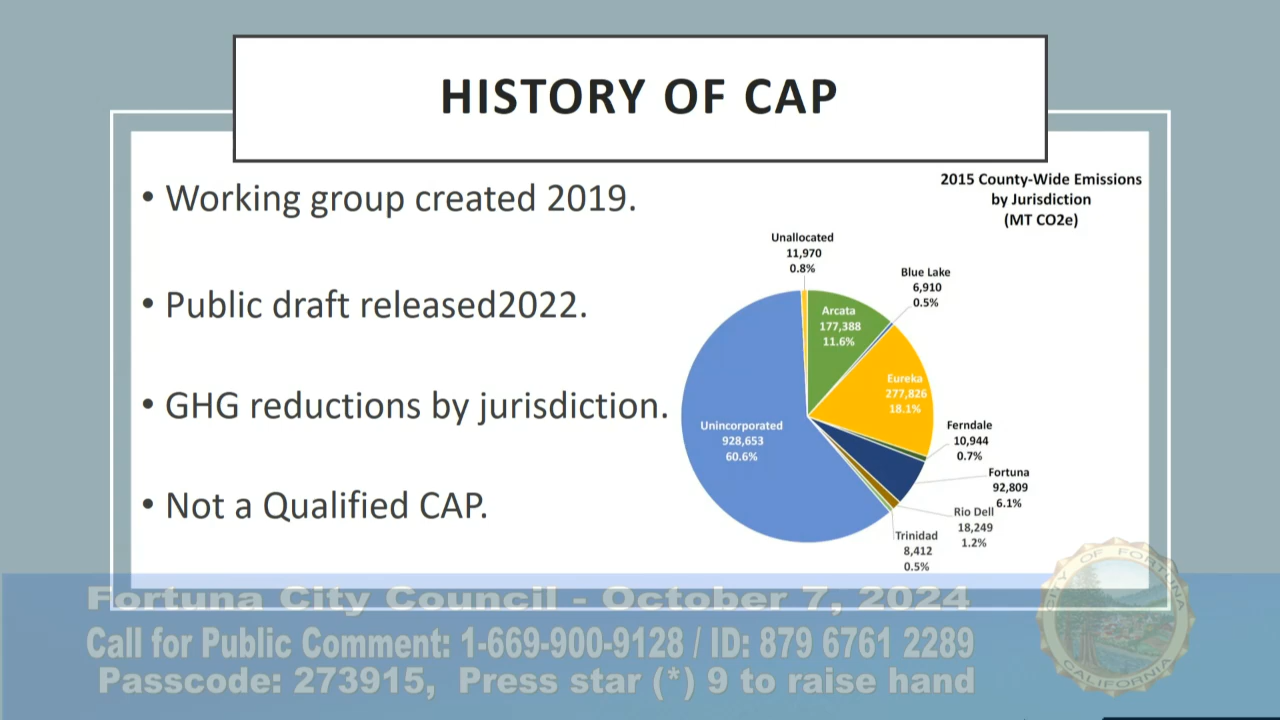 HISTORY OF CAP
• Working group created 2019.
• Public draft released2022.
• GHG reductions by jurisdiction.
• Not a Qualified CAP.
2015 County-Wide Emissions
by Jurisdiction
(MT CO2e)
Unallocated
11,970
0.8%
Blue Lake
6,910
0.5%
Arcata
177,388
11.6%
Eureka
277,826
18.1%
Ferndale
10,944
0.7%
Fortuna
92,809
6.1%
Rio Dell
18,249
1.2%
Trinidad
8,412
0.5%
Unincorporated
928,653
60.6%
Fortuna City Council - October 7, 2024
Call for Public Comment: 1-669-900-9128 / ID: 879 6761 2289
Passcode: 273915, Press star (*) 9 to raise hand
CITY OF FORTUNA
CALIFORNIA